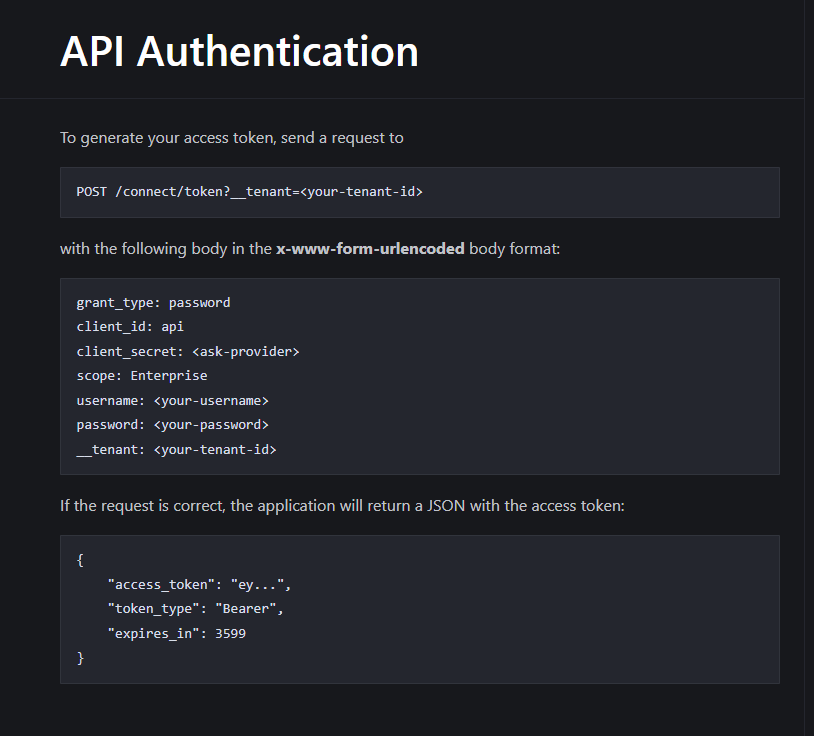 API Authentication
To generate your access token, send a request to
POST /connect/token?__tenant=<your-tenant-id>
with the following body in the x-www-form-urlencoded body format:
grant_type: password
client_id: api
client_secret: <ask-provider>
scope: Enterprise
username: <your-username>
password: <your-password>
__tenant: <your-tenant-id>
If the request is correct, the application will return a JSON with the access token:
{
    "access_token": "ey...",
    "token_type": "Bearer",
    "expires_in": 3599
}